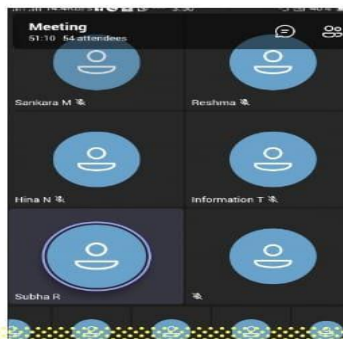 Meeting
51:10 54 attendees
Sankara M
Reshma
Hina N
Information T
Subha R